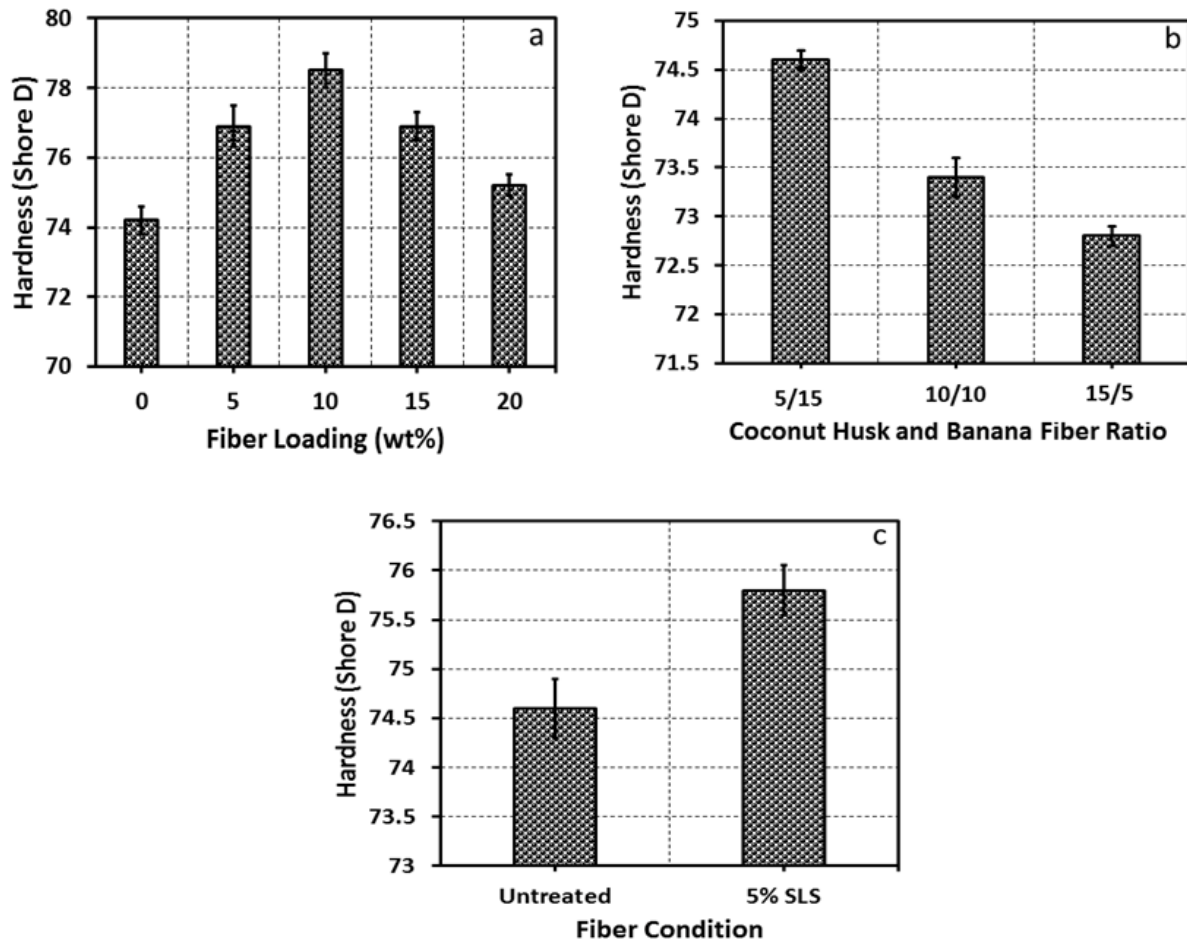 a
80
78
76
74
72
70
Hardness (Shore D)
0 5 10 15 20
Fiber Loading (wt%)
b
75
74.5
74
73.5
73
72.5
72
71.5
Hardness (Shore D)
5/15 10/10 15/5
Coconut Husk and Banana Fiber Ratio
c
76.5
76
75.5
75
74.5
74
73.5
73
Hardness (Shore D)
Untreated 5% SLS
Fiber Condition